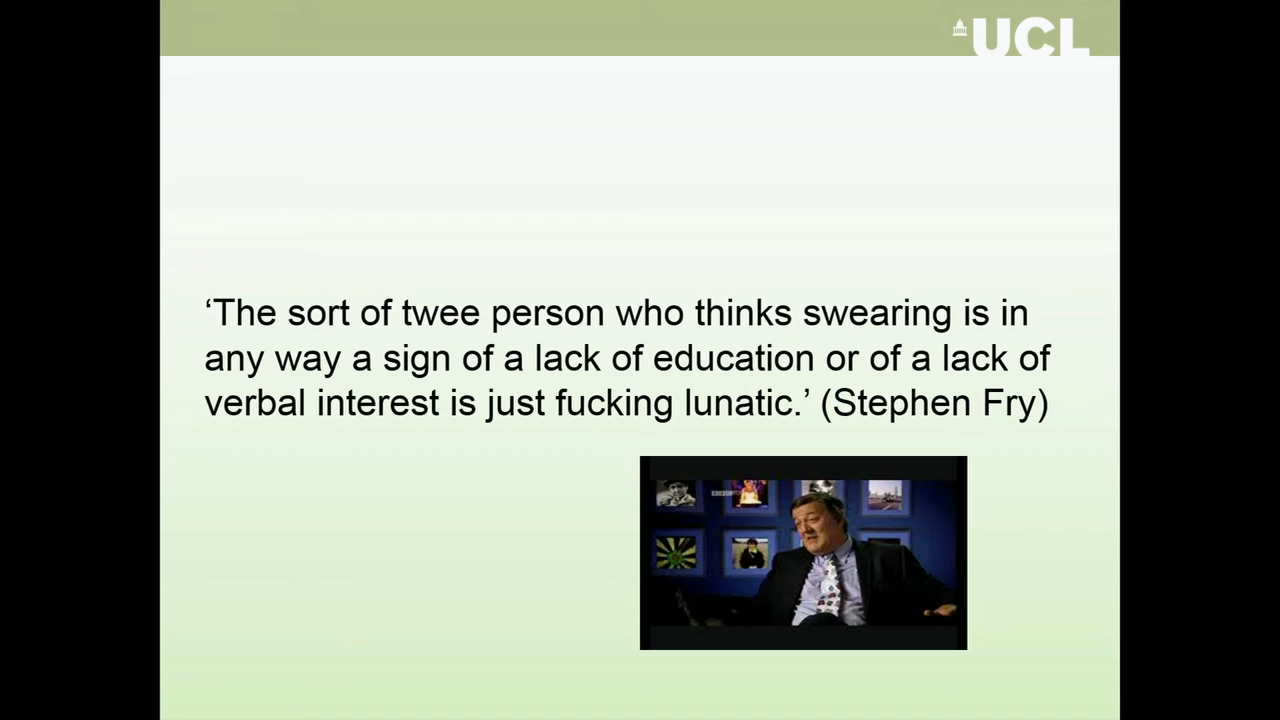 UCL
‘The sort of twee person who thinks swearing is in
any way a sign of a lack of education or of a lack of
verbal interest is just fucking lunatic.’ (Stephen Fry)
BBC